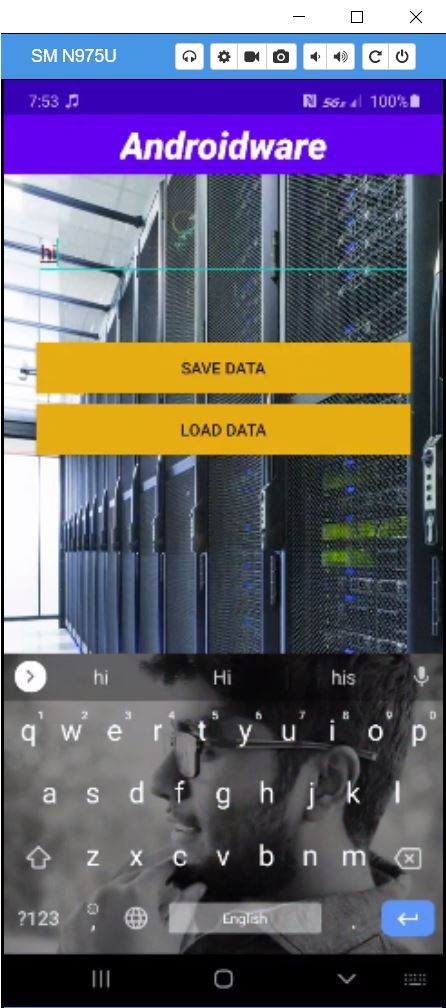 SM N975U
7:53
100%
Androidware
hi
SAVE DATA
LOAD DATA
hi Hi his
1 2 3 4 5 6 7 8 9 0
q w e r t y u i o p
a s d f g h j k l
z x c v b n m
?123 , English .